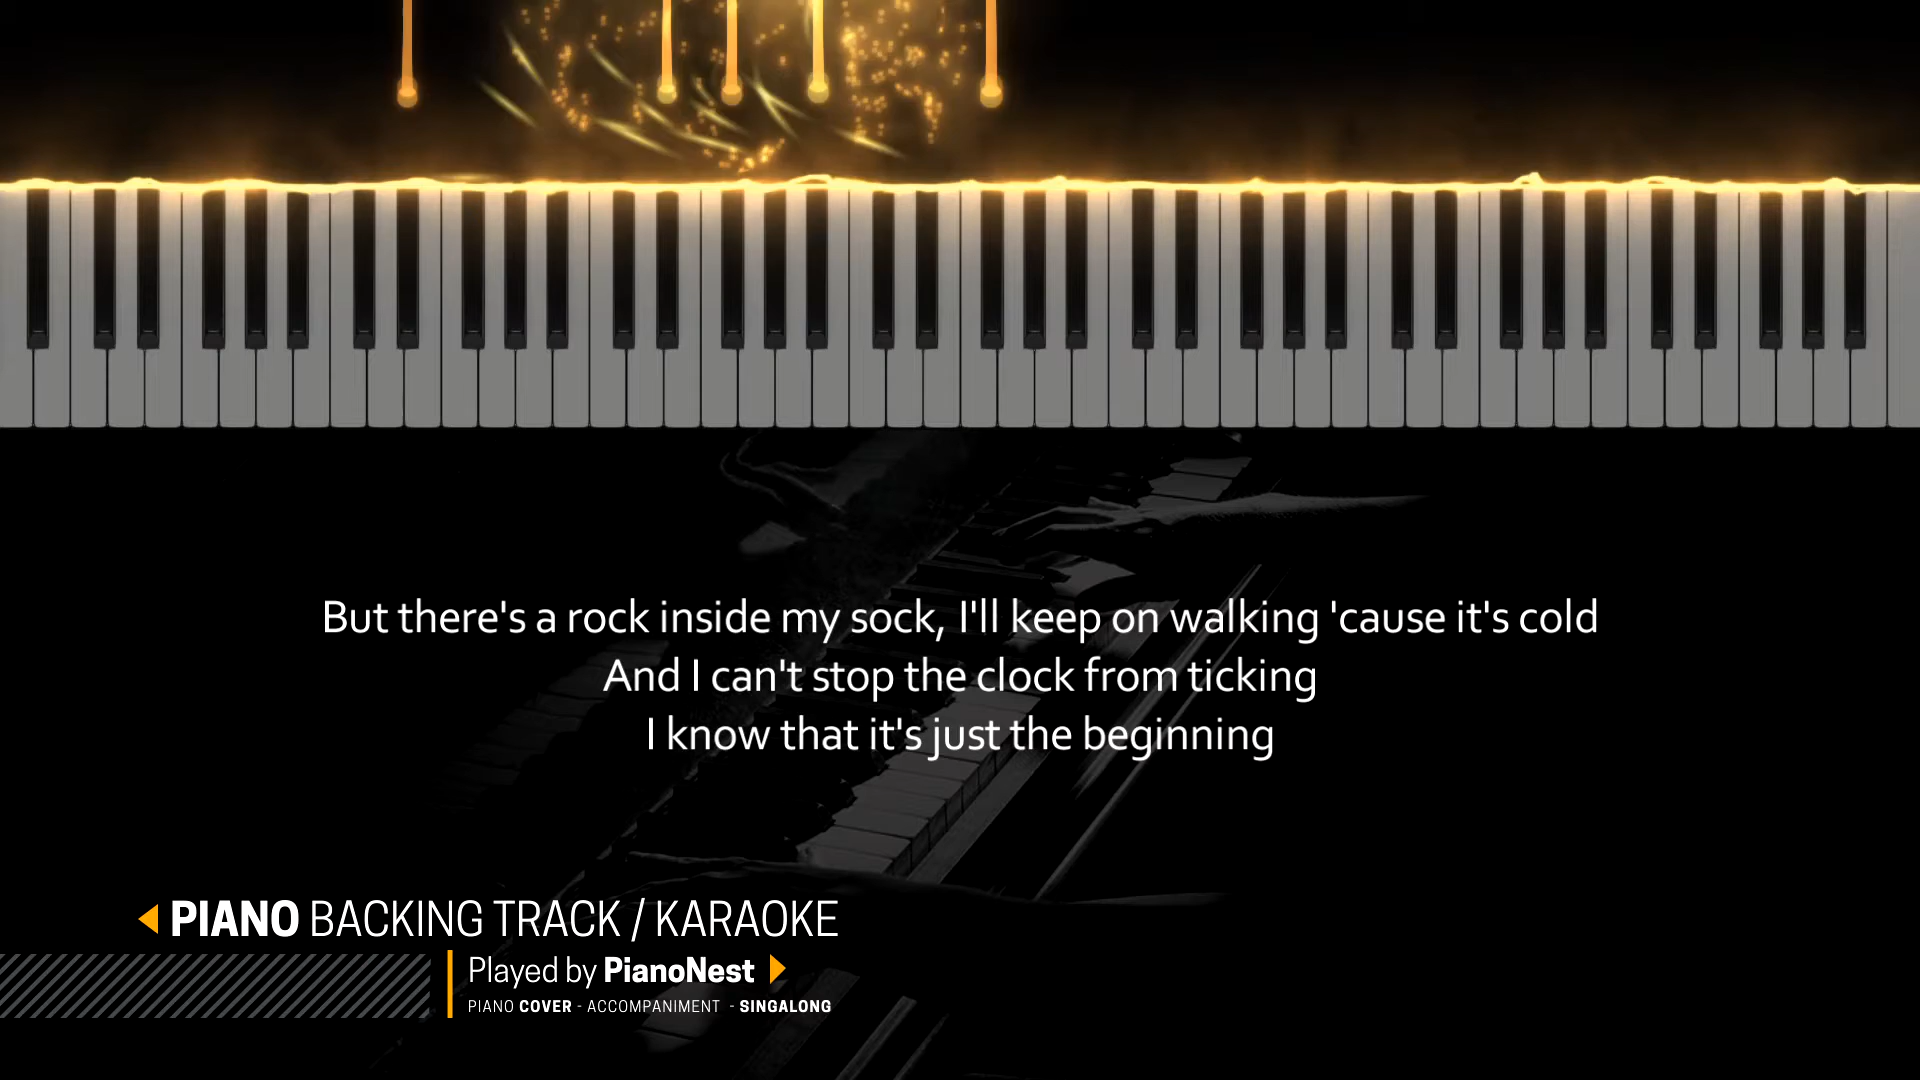 But there's a rock inside my sock, I'll keep on walking 'cause it's cold
And I can't stop the clock from ticking
I know that it's just the beginning
PIANO BACKING TRACK / KARAOKE
Played by PianoNest
PIANO COVER - ACCOMPANIMENT - SINGALONG